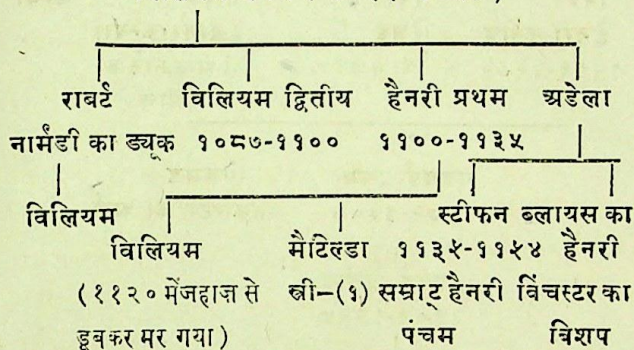 राबर्ट विलियम द्वितीय हैनरी प्रथम अडेला
नार्मंडी का ड्यूक १०८७-११०० ११००-११३५
विलियम स्टीफन ब्लायस का
विलियम मैटिल्डा ११३५-११५४ हैनरी
(११२० मेंजहाज़ से स्त्री-(१) सम्राट् हैनरी विंचस्टर का
डूबकर मर गया) पंचम बिशप